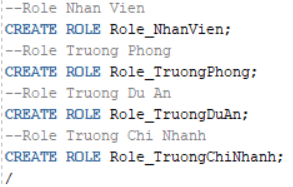 --Role Nhan Vien
CREATE ROLE Role_NhanVien;
--Role Truong Phong
CREATE ROLE Role_TruongPhong;
--Role Truong Du An
CREATE ROLE Role_TruongDuAn;
--Role Truong Chi Nhanh
CREATE ROLE Role_TruongChiNhanh;
/